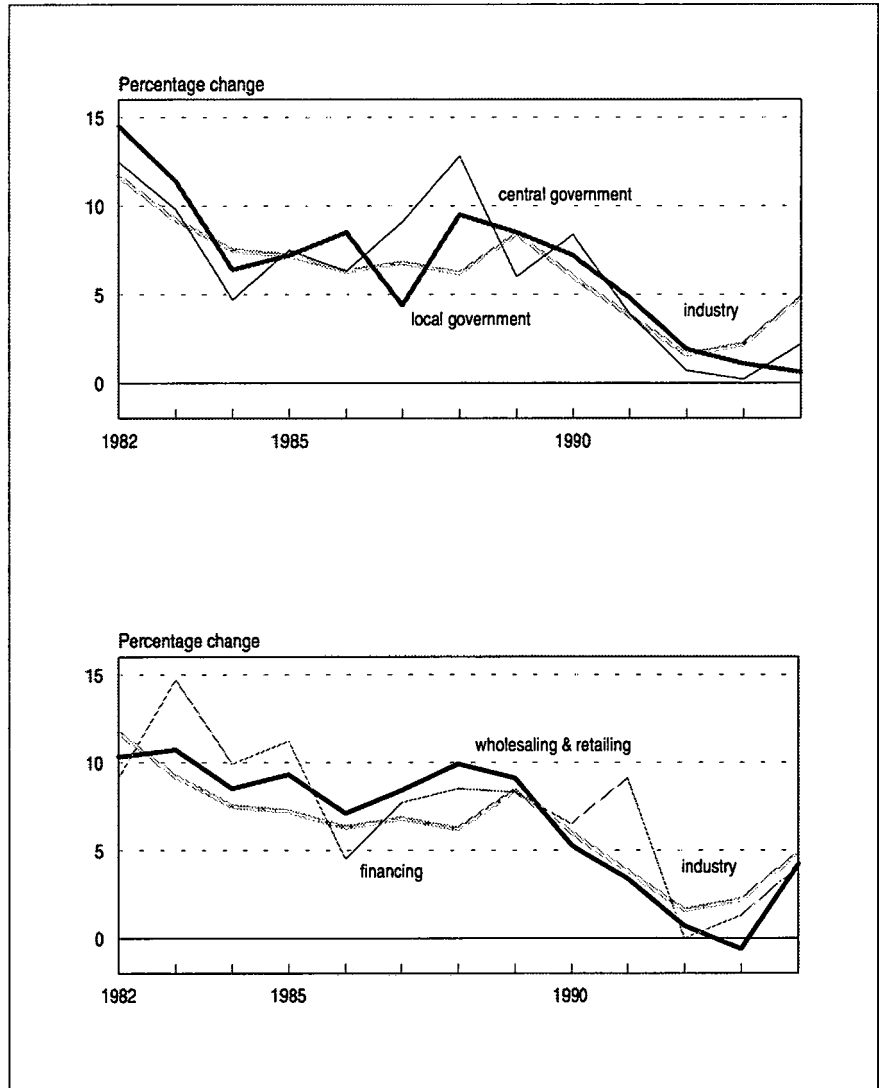 Percentage change
15
central government
10
industry
5
local government
0
1982 1985 1990
Percentage change
15
wholesaling & retailing
10
5
industry
financing
0
1982 1985 1990